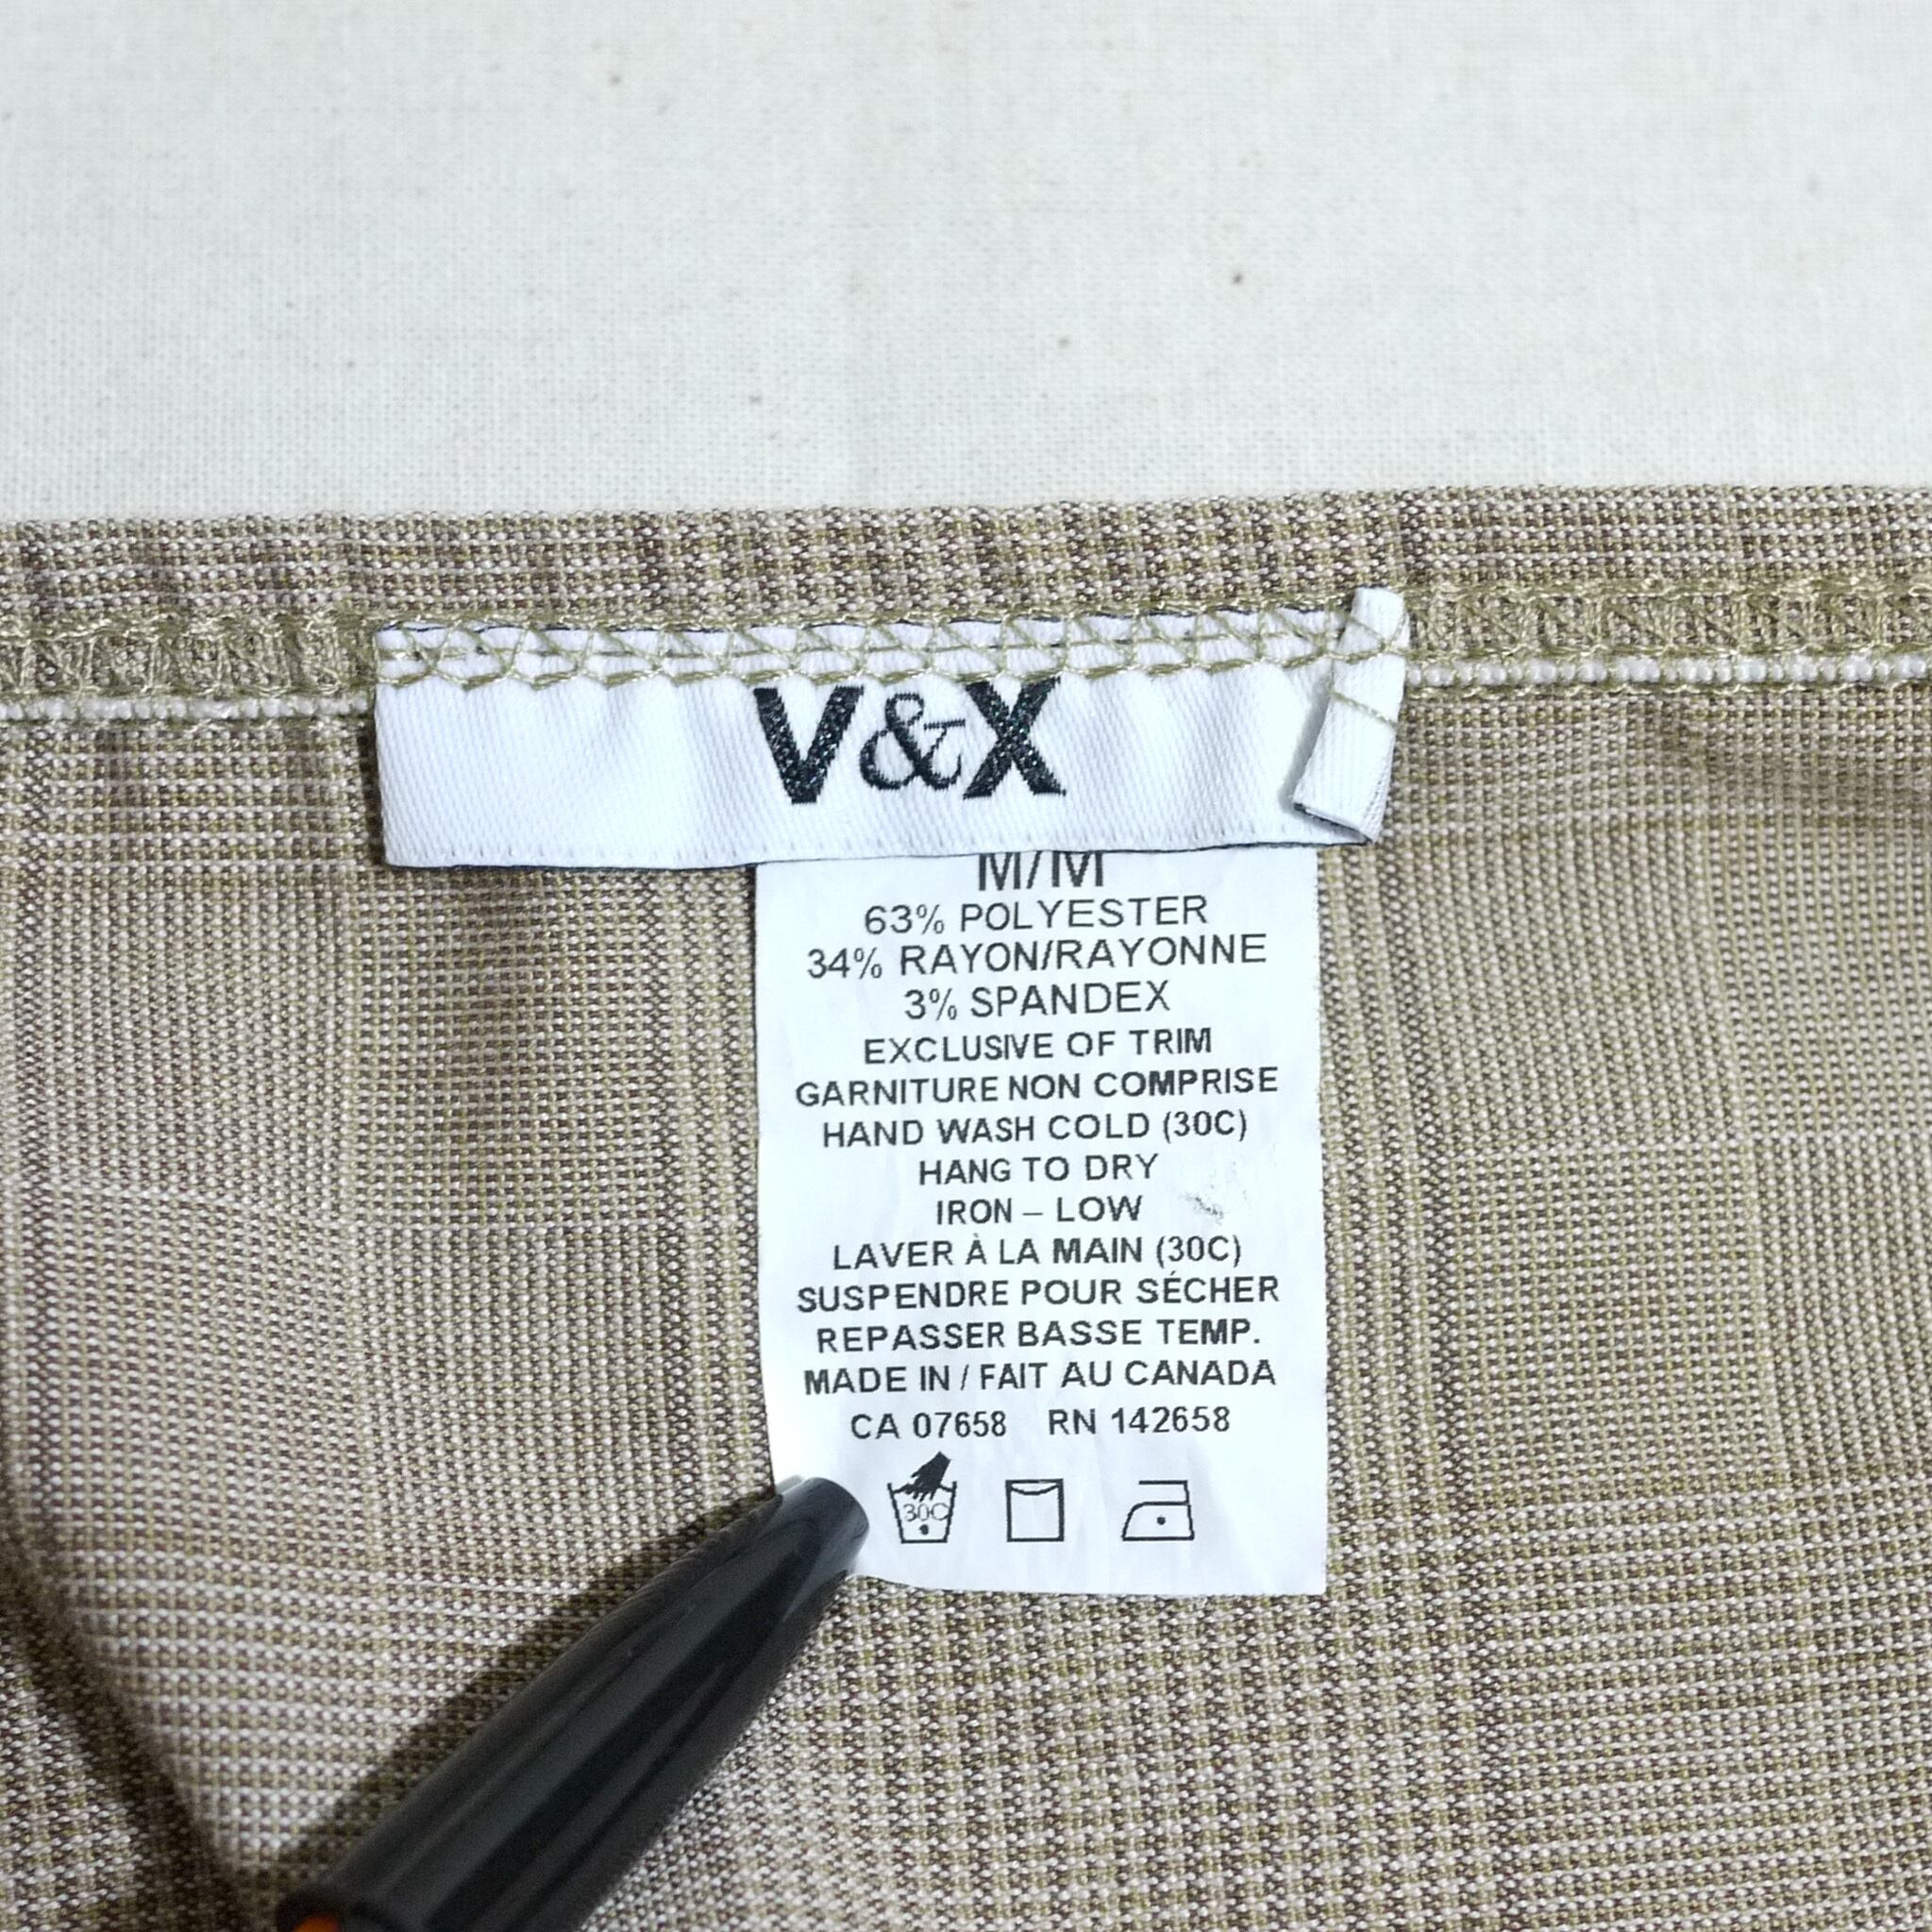 V&X
M/M
63% POLYESTER
34% RAYON/RAYONNE
3% SPANDEX
EXCLUSIVE OF TRIM
GARNITURE NON COMPRISE
HAND WASH COLD (30C)
HANG TO DRY
IRON – LOW
LAVER À LA MAIN (30C)
SUSPENDRE POUR SÉCHER
REPASSER BASSE TEMP.
MADE IN / FAIT AU CANADA
CA 07658 RN 142658
30C